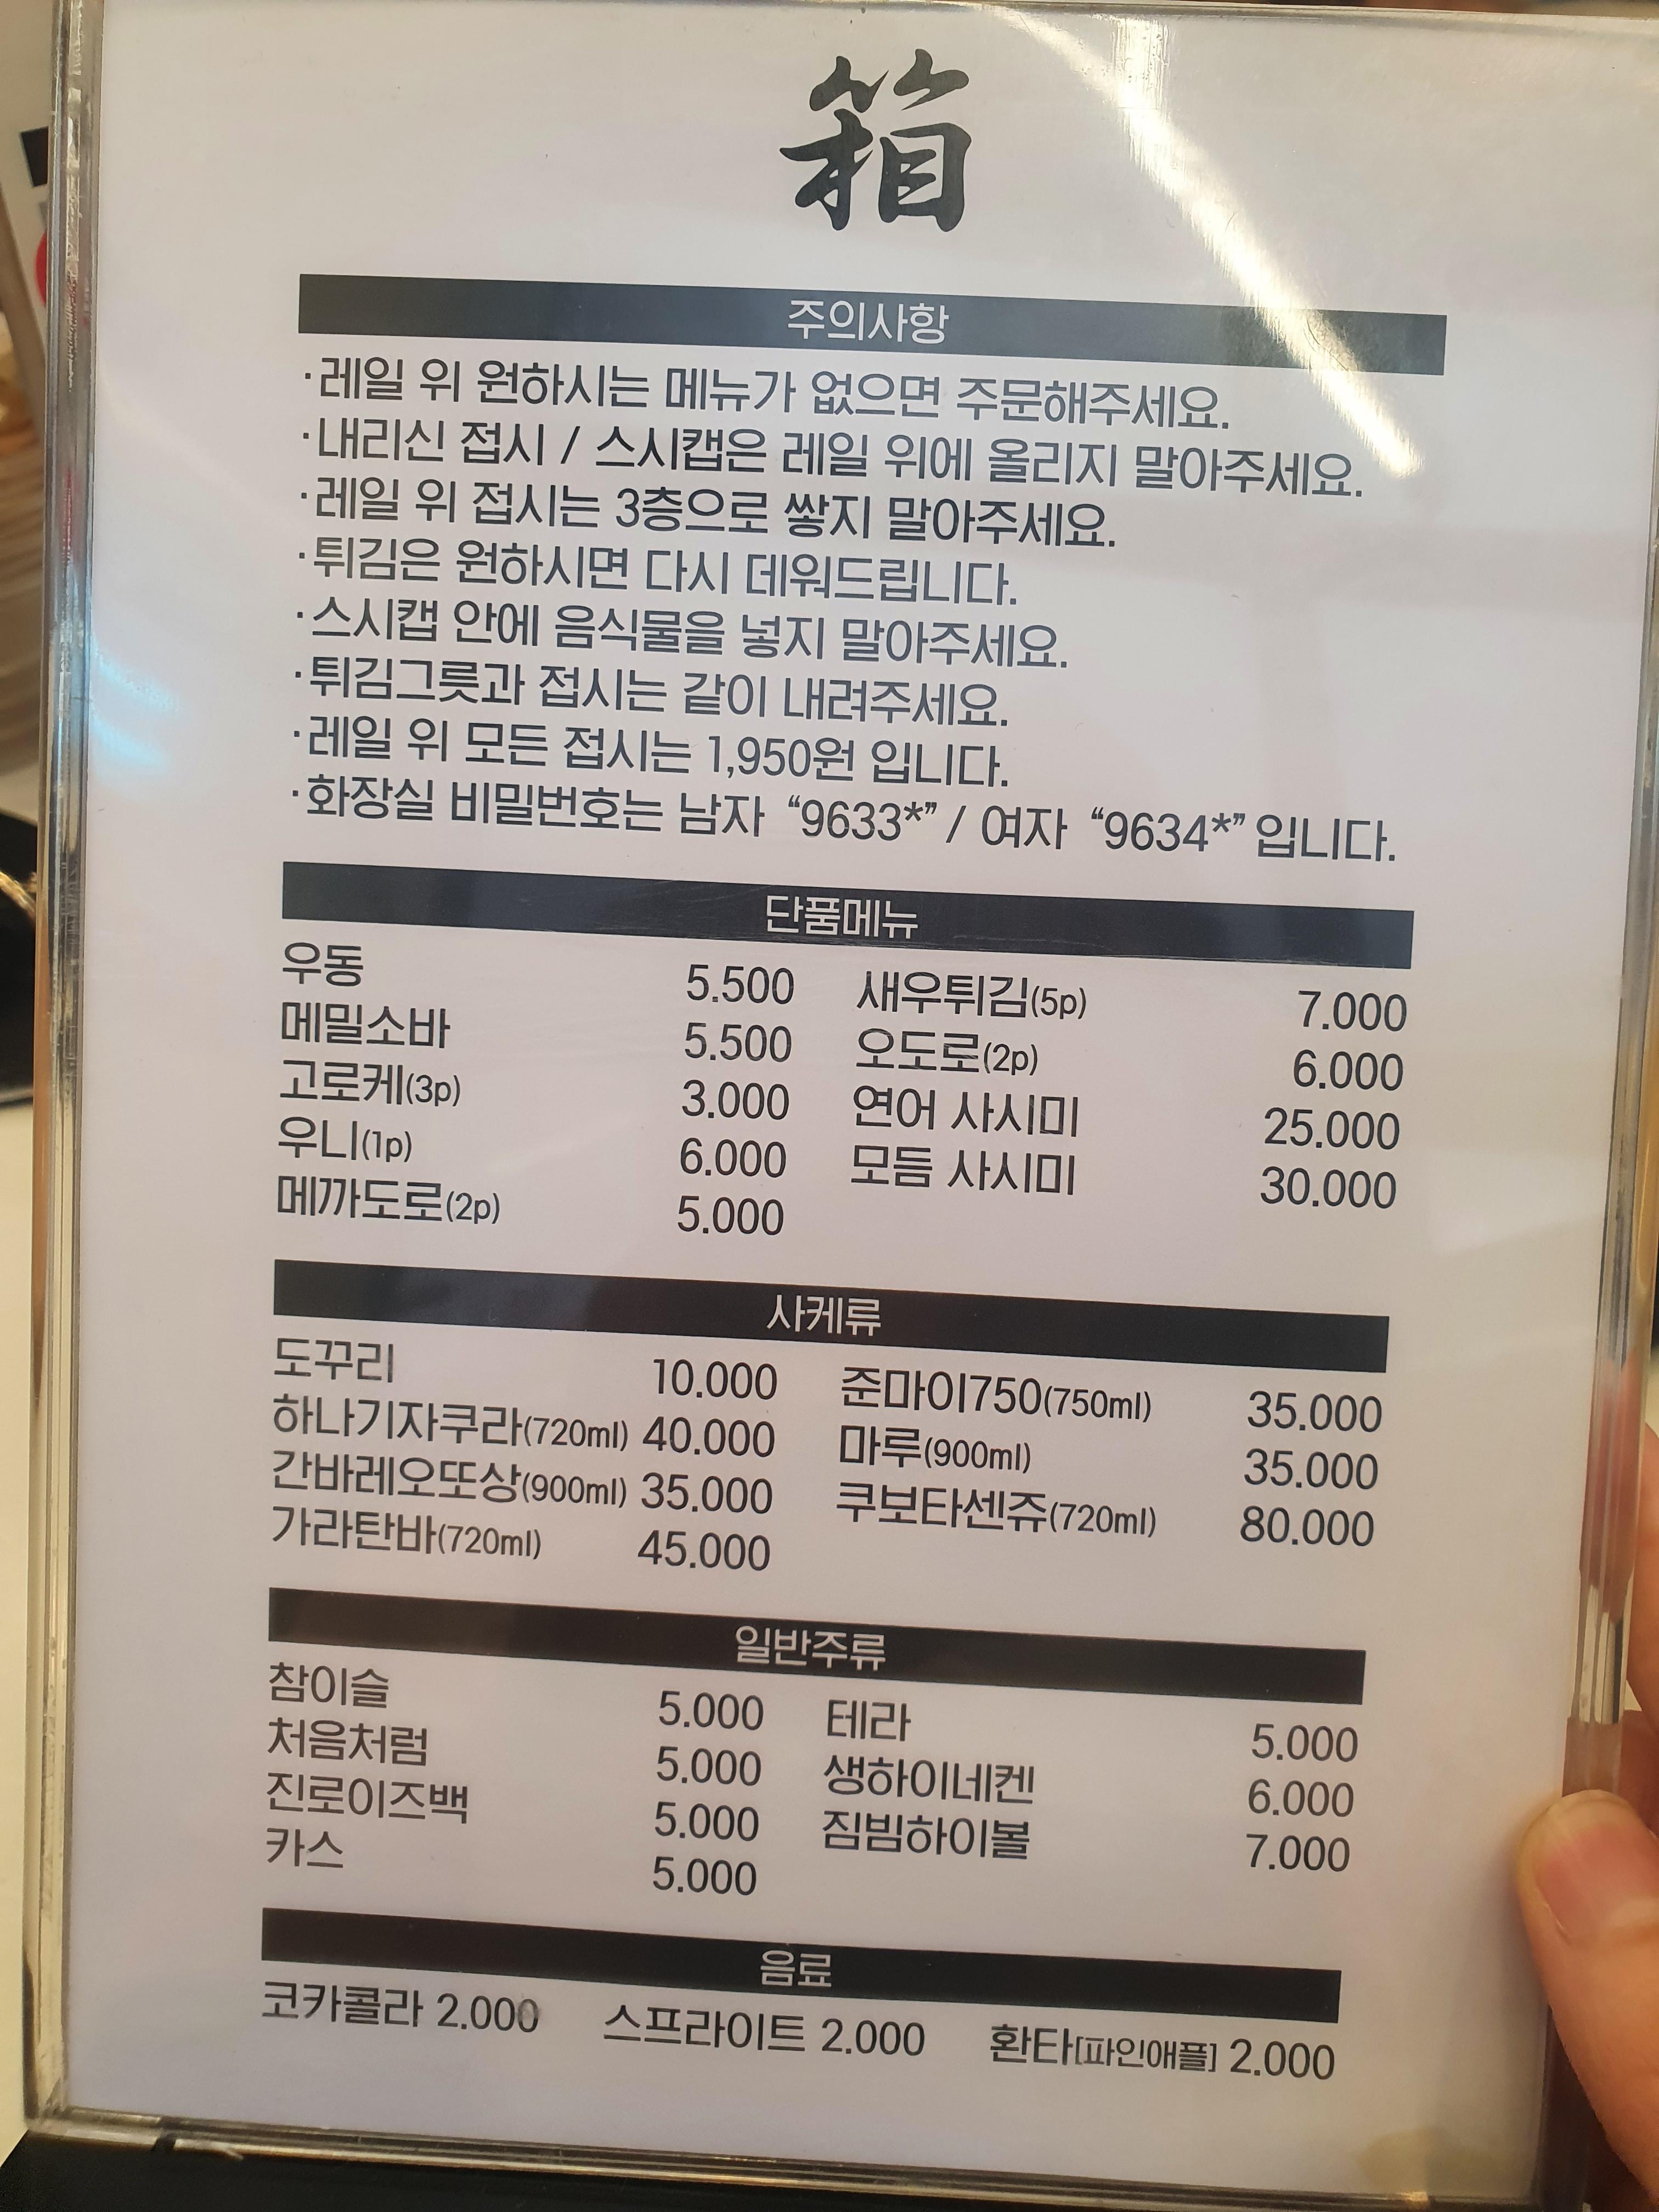 箱
주의사항
·레일 위 원하시는 메뉴가 없으면 주문해주세요.
·내리신 접시 / 스시캡은 레일 위에 올리지 말아주세요.
·레일 위 접시는 3층으로 쌓지 말아주세요.
·튀김은 원하시면 다시 데워드립니다.
·스시캡 안에 음식물을 넣지 말아주세요.
·튀김그릇과 접시는 같이 내려주세요.
·레일 위 모든 접시는 1,950원 입니다.
·화장실 비밀번호는 남자 “9633*” / 여자 “9634*” 입니다.
단품메뉴
우동 5.500 새우튀김(5p) 7.000
메밀소바 5.500 오도로(2p) 6.000
고로케(3p) 3.000 연어 사시미 25.000
우니(1p) 6.000 모듬 사시미 30.000
메까도로(2p) 5.000
사케류
도꾸리 10.000 준마이750(750ml) 35.000
하나기자쿠라(720ml) 40.000 마루(900ml) 35.000
간바레오또상(900ml) 35.000 쿠보타센쥬(720ml) 80.000
가라탄바(720ml) 45.000
일반주류
참이슬 5.000 테라 5.000
처음처럼 5.000 생하이네켄 6.000
진로이즈백 5.000 짐빔하이볼 7.000
카스 5.000
음료
코카콜라 2.000 스프라이트 2.000 환타[파인애플] 2.000